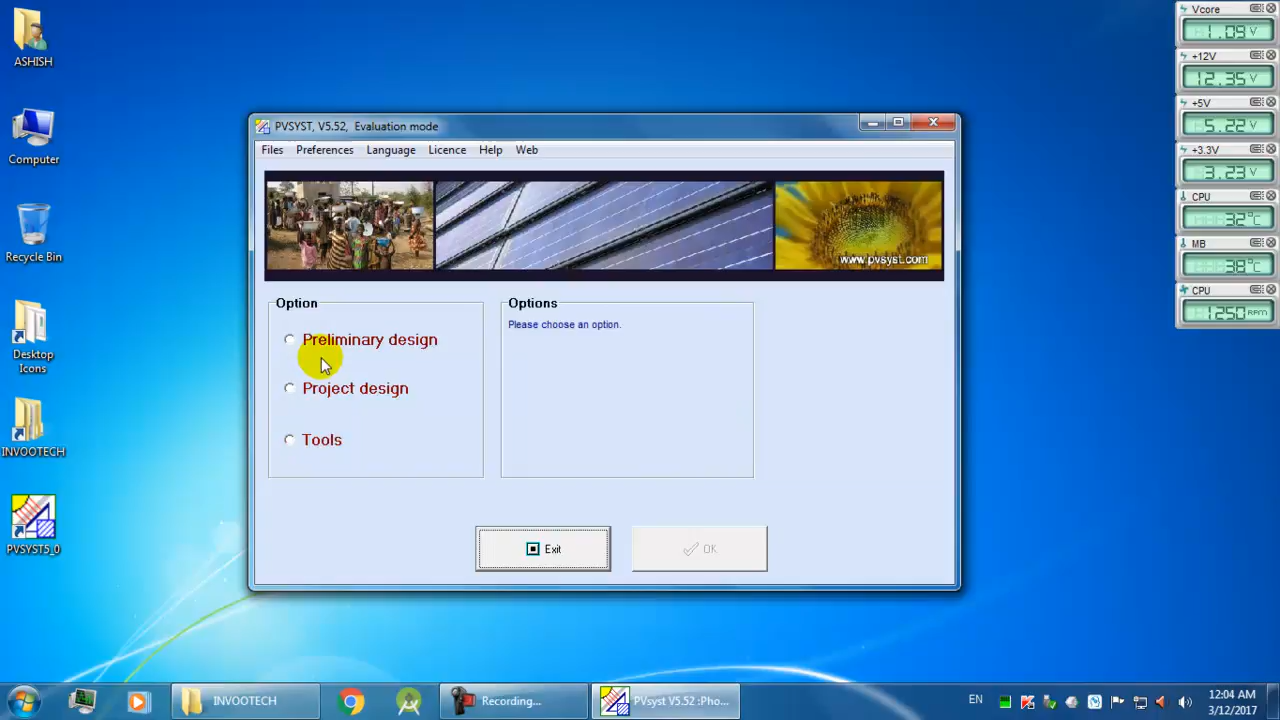 ASHISH
Computer
Recycle Bin
Desktop
Icons
INVOOTECH
PVSYST5_0
PVSYST, V5.52, Evaluation mode
Files Preferences Language Licence Help Web
www.pvsyst.com
Option
Preliminary design
Project design
Tools
Options
Please choose an option.
Exit
OK
Vcore
1.09 V
+12V
12.35 V
+5V
5.22 V
+3.3V
3.23 V
CPU
32°C
MB
38°C
CPU
1250 RPM
INVOOTECH
Recording...
PVsyst V5.52 :Pho...
EN
12:04 AM
3/12/2017